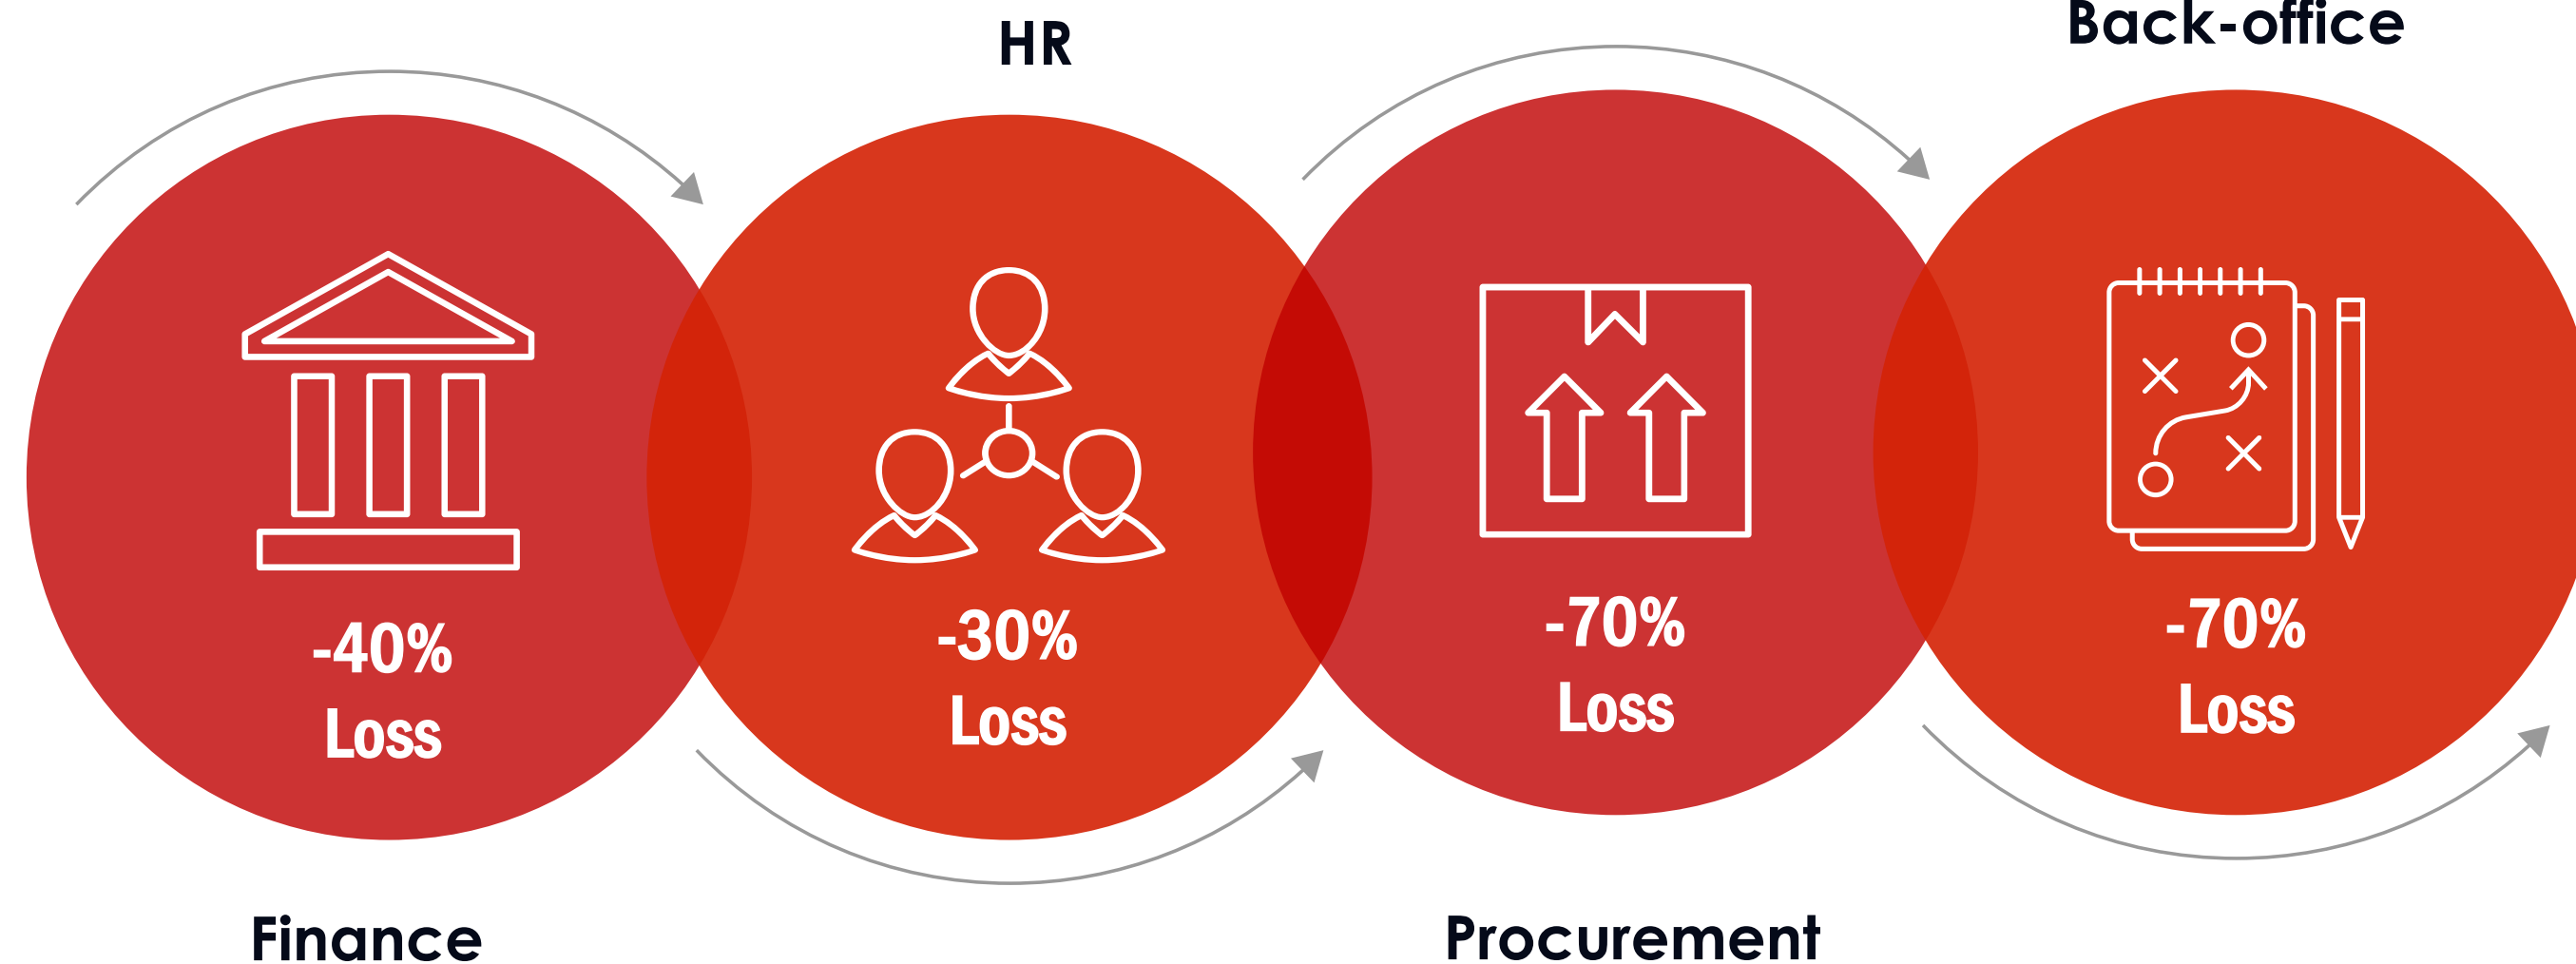 HR
Back-office
-40%
Loss
-30%
Loss
-70%
Loss
-70%
Loss
Finance
Procurement